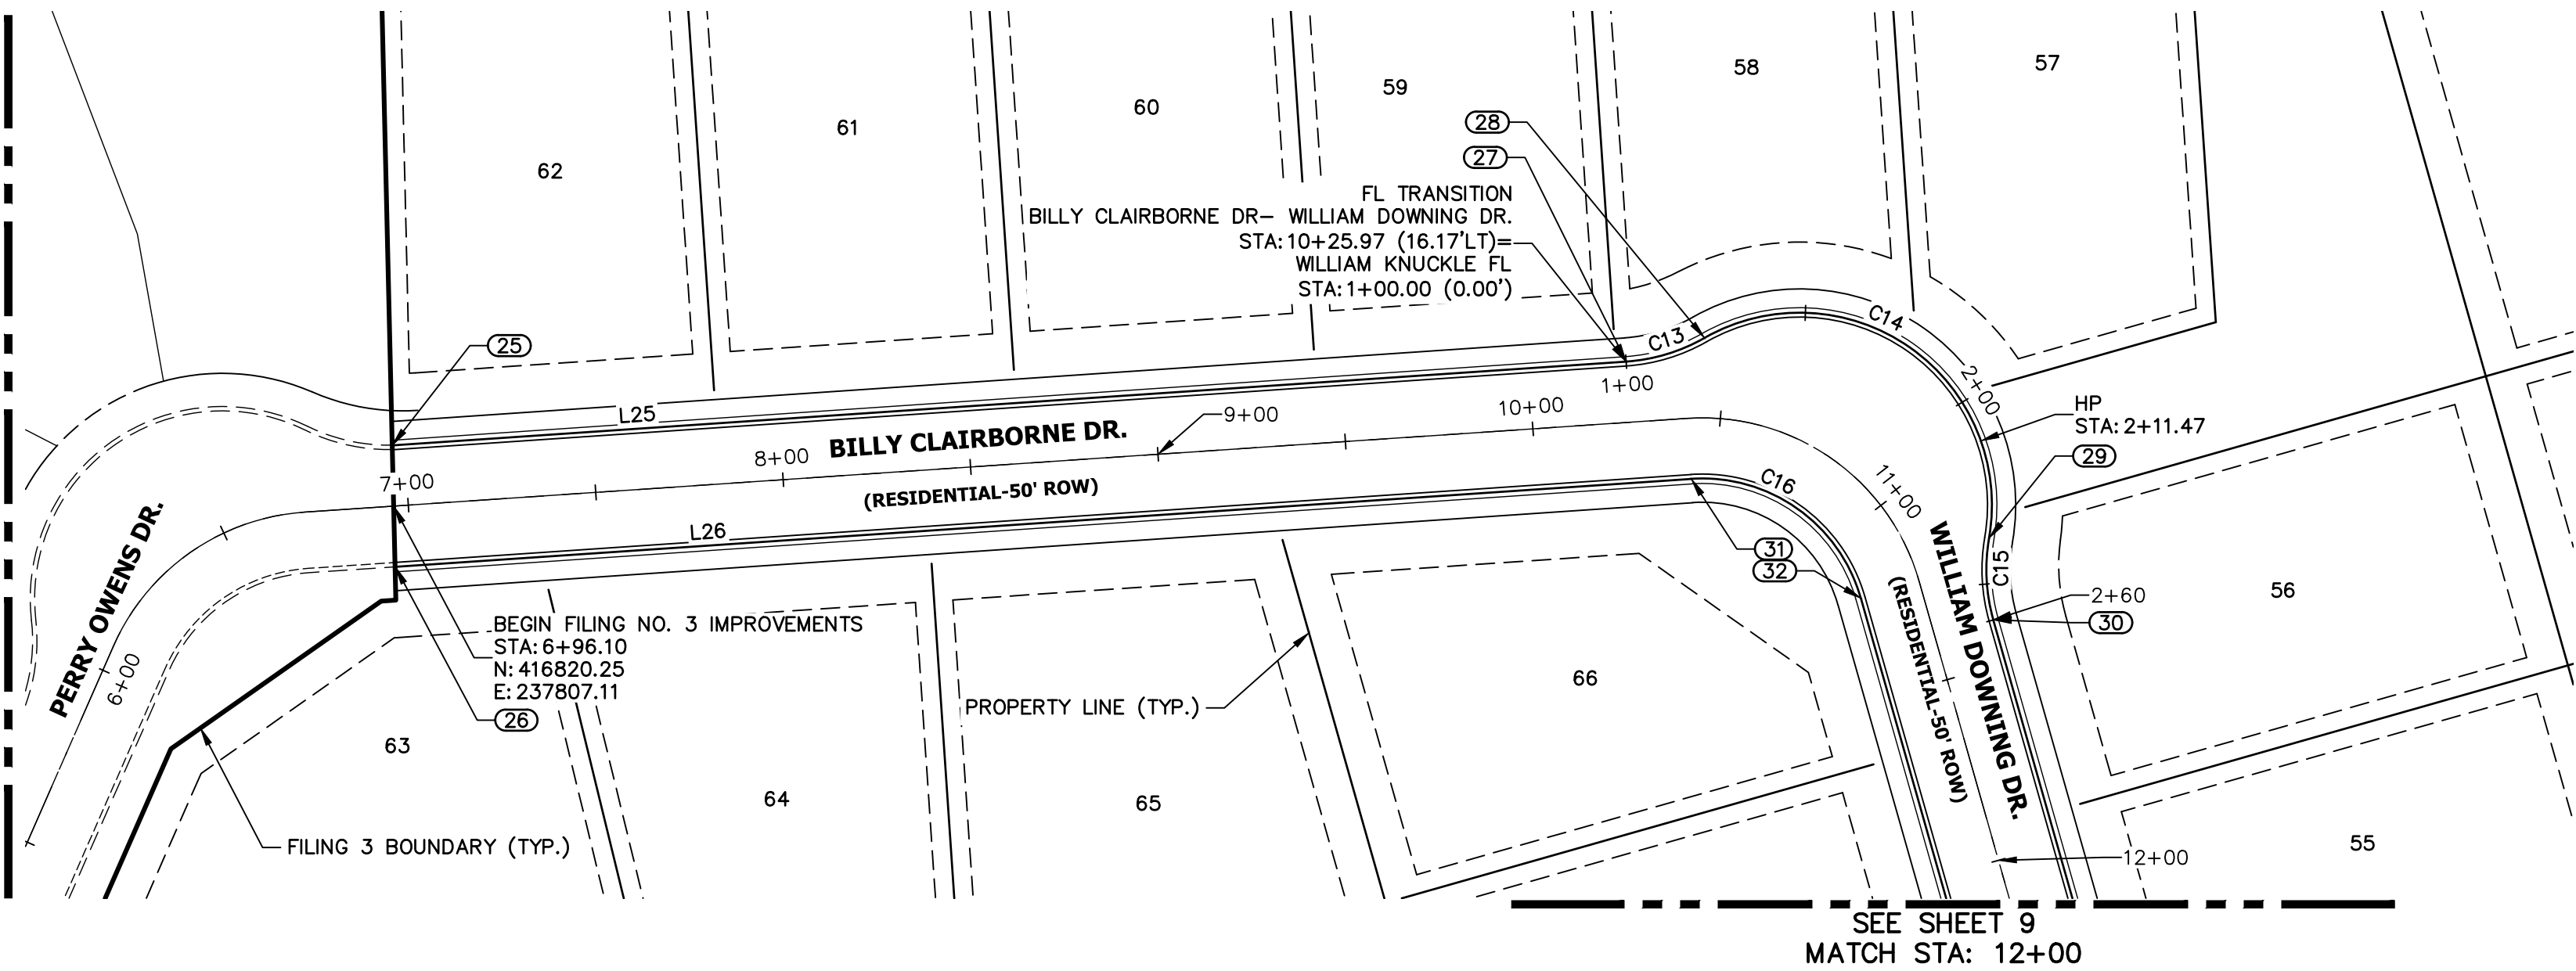 57
58
59
60
61
62
28
27
FL TRANSITION
BILLY CLAIRBORNE DR– WILLIAM DOWNING DR.
STA:10+25.97 (16.17'LT)=
WILLIAM KNUCKLE FL
STA:1+00.00 (0.00')
C13
C14
25
1+00
2+00
L25
9+00
10+00
HP
STA:2+11.47
29
BILLY CLAIRBORNE DR.
8+00
7+00
(RESIDENTIAL-50' ROW)
C16
11+00
L26
31
32
C15
2+60
30
56
PERRY OWENS DR.
6+00
BEGIN FILING NO. 3 IMPROVEMENTS
STA:6+96.10
N:416820.25
E:237807.11
26
WILLIAM DOWNING DR.
(RESIDENTIAL-50' ROW)
66
PROPERTY LINE (TYP.)
63
64
65
FILING 3 BOUNDARY (TYP.)
12+00
55
SEE SHEET 9
MATCH STA: 12+00